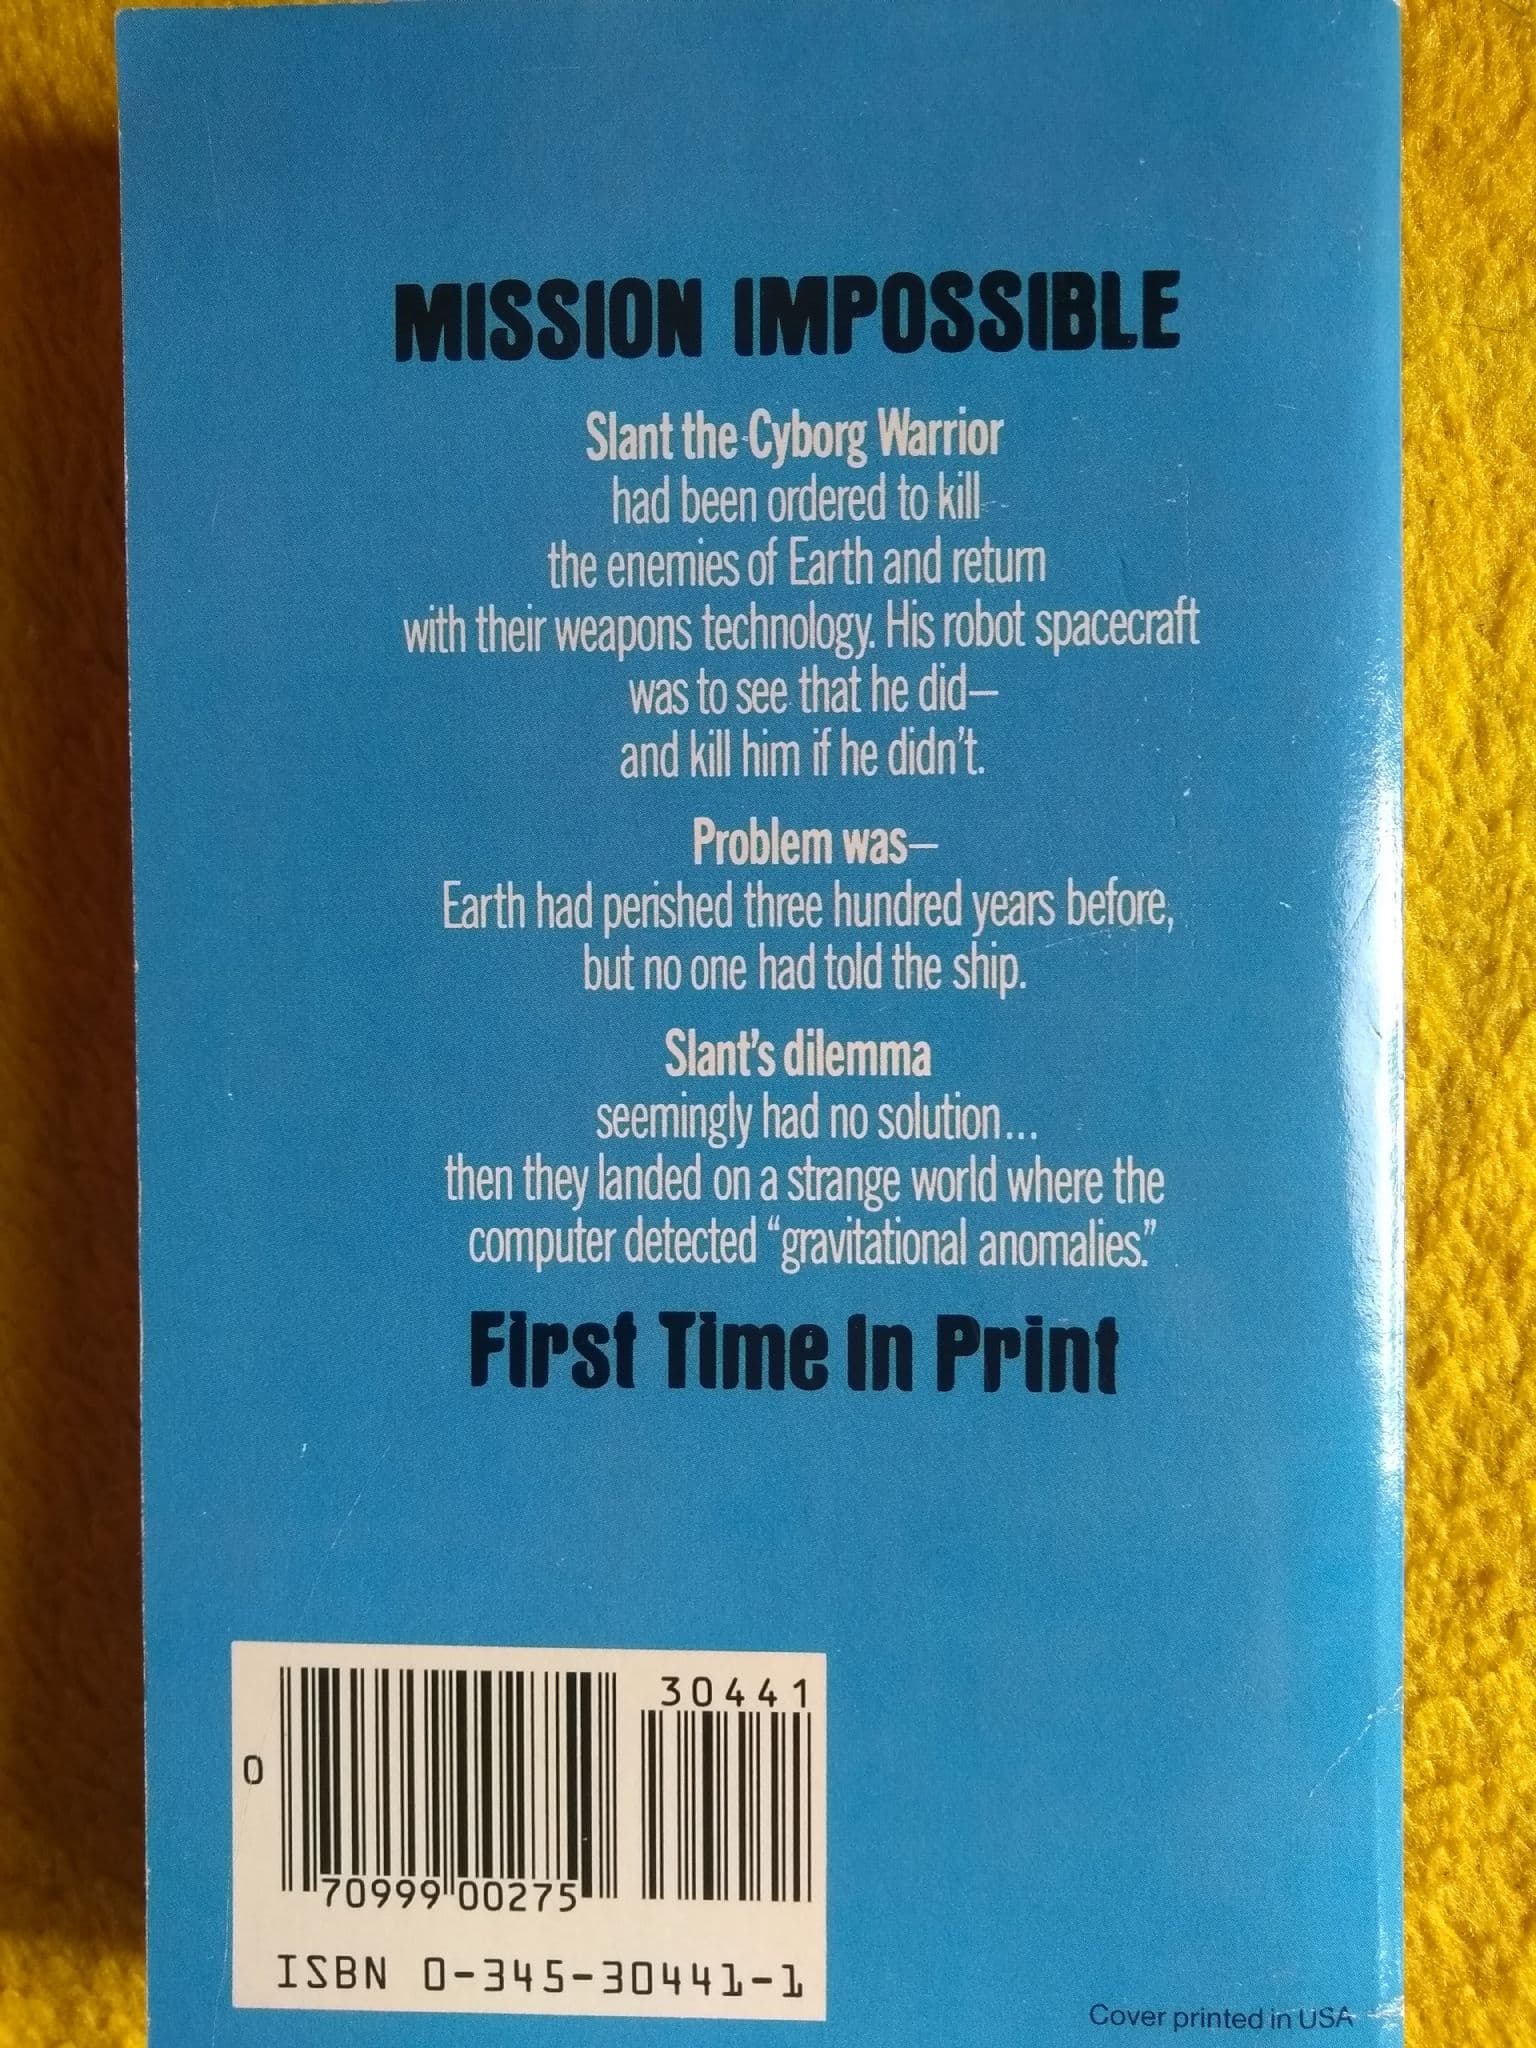 MISSION IMPOSSIBLE
Slant the Cyborg Warrior
had been ordered to kill
the enemies of Earth and return
with their weapons technology. His robot spacecraft
was to see that he did—
and kill him if he didn't.
Problem was—
Earth had perished three hundred years before,
but no one had told the ship.
Slant's dilemma
seemingly had no solution...
then they landed on a strange world where the
computer detected “gravitational anomalies.”
First Time In Print
30441
0
70999 00275
ISBN 0-345-30441-1
Cover printed in USA